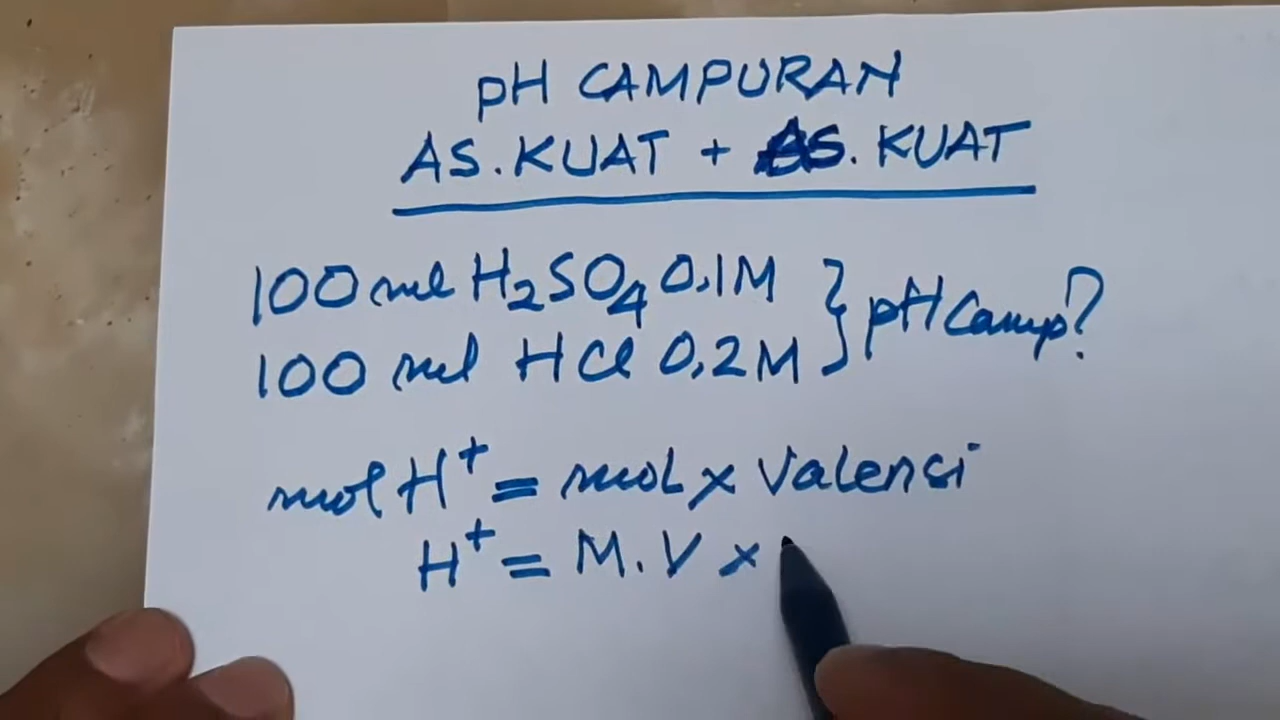 pH CAMPURAN
AS.KUAT + AS. KUAT
100 ml H₂SO₄ 0,1M } pH Camp?
100 ml HCl 0,2M
mol H⁺ = mol x Valensi
H⁺ = M.V x